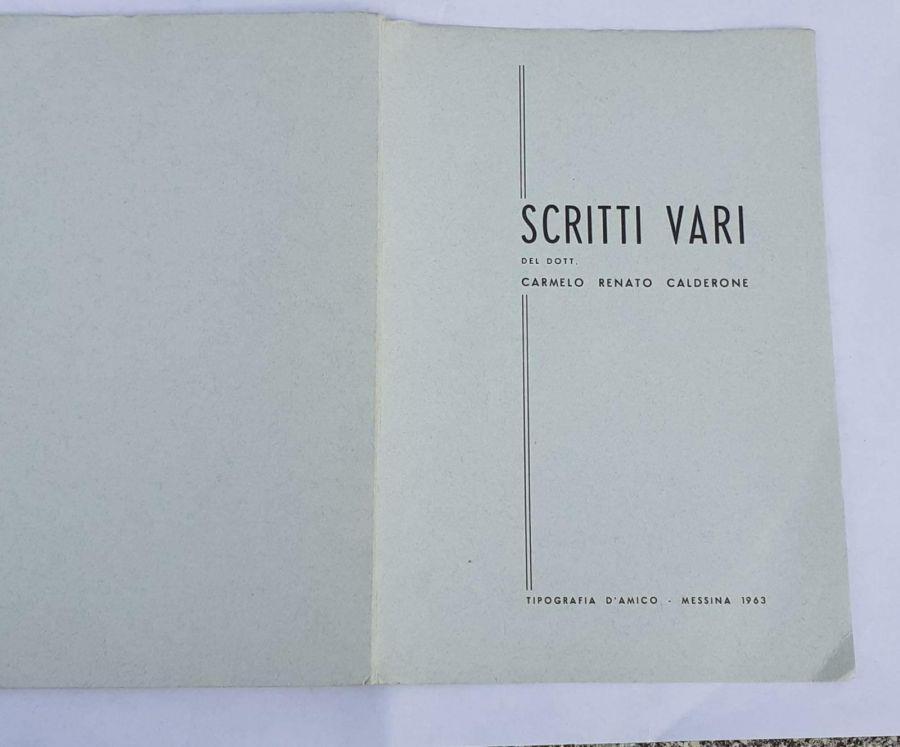 SCRITTI VARI
DEL DOTT.
CARMELO RENATO CALDERONE
TIPOGRAFIA D'AMICO - MESSINA 1963